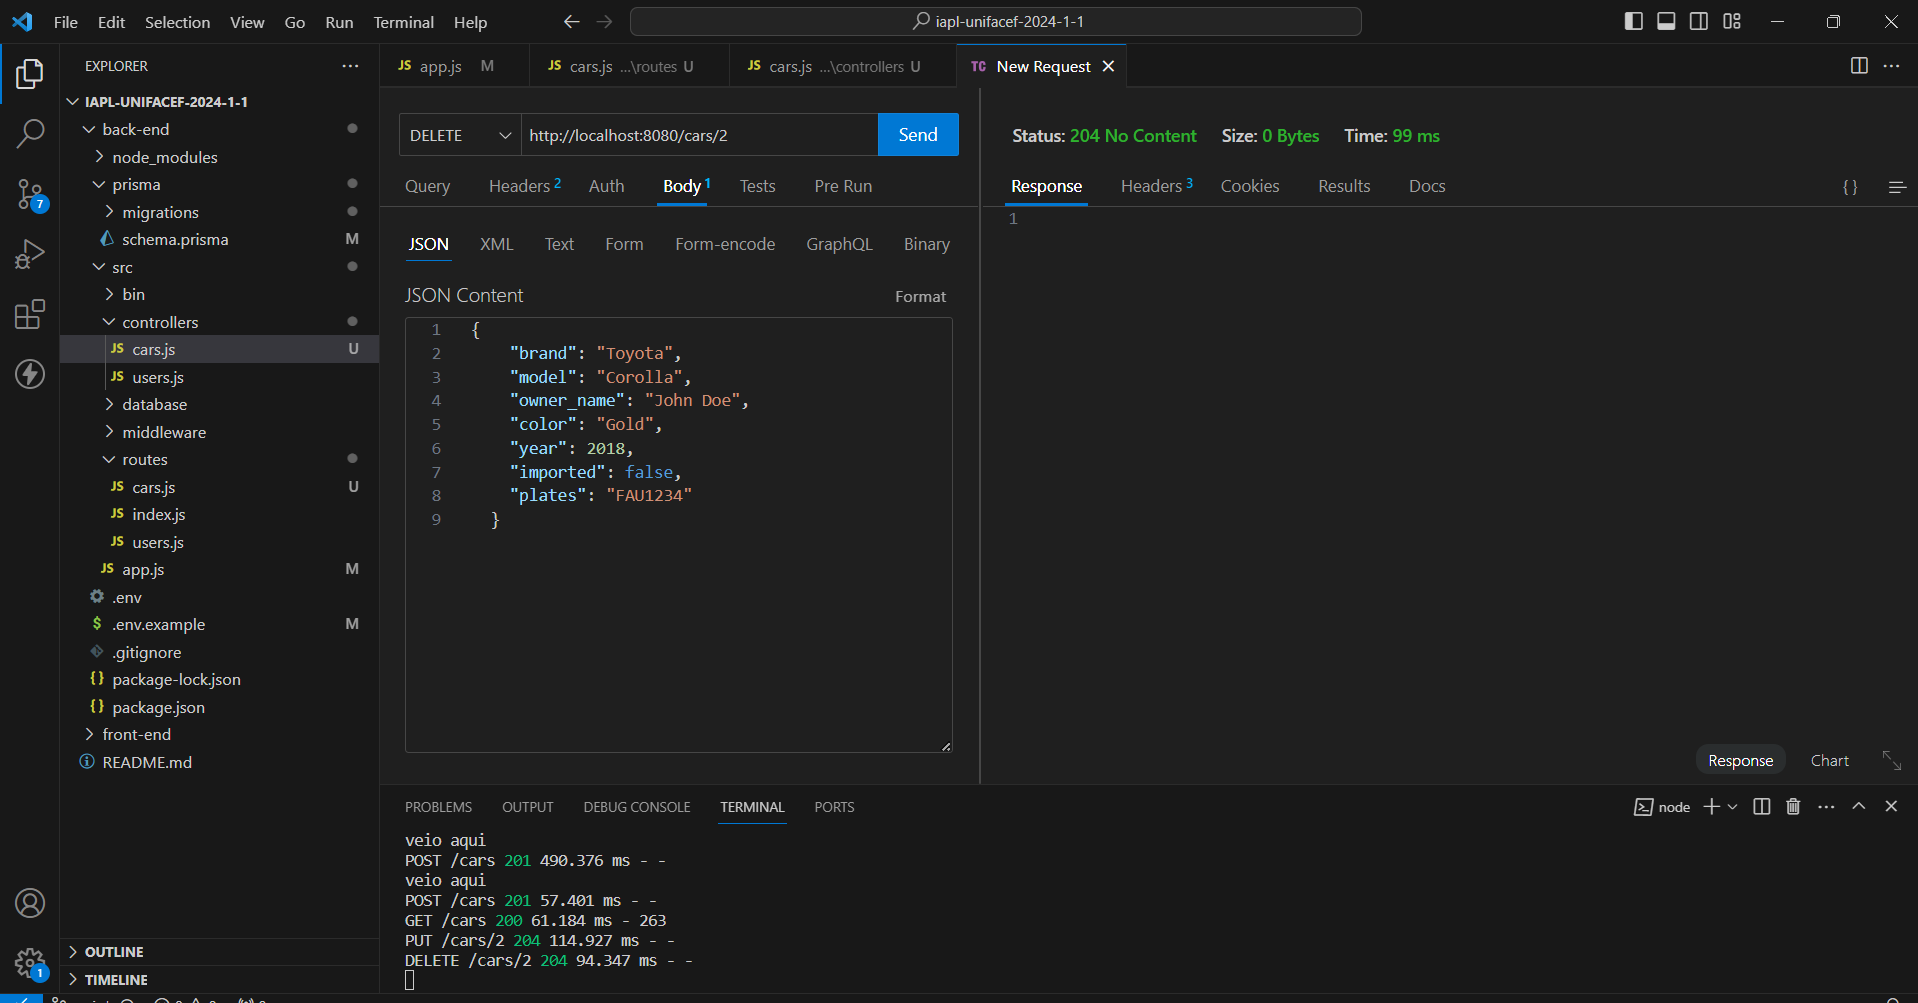 File Edit Selection View Go Run Terminal Help
iapl-unifacef-2024-1-1
EXPLORER
IAPL-UNIFACEF-2024-1-1
back-end
node_modules
prisma
migrations
schema.prisma M
src
bin
controllers
JS cars.js U
JS users.js
database
middleware
routes
JS cars.js U
JS index.js
JS users.js
JS app.js M
.env
$ .env.example M
.gitignore
{} package-lock.json
{} package.json
front-end
README.md
OUTLINE
TIMELINE
7
1
JS app.js M
JS cars.js ...\routes U
JS cars.js ...\controllers U
TC New Request
DELETE http://localhost:8080/cars/2 Send
Query Headers 2 Auth Body 1 Tests Pre Run
JSON XML Text Form Form-encode GraphQL Binary
JSON Content Format
1 {
2 "brand": "Toyota",
3 "model": "Corolla",
4 "owner_name": "John Doe",
5 "color": "Gold",
6 "year": 2018,
7 "imported": false,
8 "plates": "FAU1234"
9 }
Status: 204 No Content Size: 0 Bytes Time: 99 ms
Response Headers 3 Cookies Results Docs { }
1
Response Chart
PROBLEMS OUTPUT DEBUG CONSOLE TERMINAL PORTS
node
veio aqui
POST /cars 201 490.376 ms - -
veio aqui
POST /cars 201 57.401 ms - -
GET /cars 200 61.184 ms - 263
PUT /cars/2 204 114.927 ms - -
DELETE /cars/2 204 94.347 ms - -